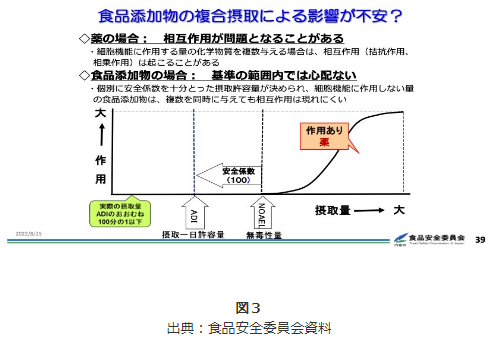 食品添加物の複合摂取による影響が不安?
◇薬の場合: 相互作用が問題となることがある
・細胞機能に作用する量の化学物質を複数与える場合は、相互作用(拮抗作用、
相乗作用)は起こることがある
◇食品添加物の場合: 基準の範囲内では心配ない
・個別に安全係数を十分とった摂取許容量が決められ、細胞機能に作用しない量
の食品添加物は、複数を同時に与えても相互作用は現れにくい
大
作用
作用あり
薬
安全係数
(100)
実際の摂取量
ADIのおおむね
100分の1以下
ADI
NOAEL
摂取量 → 大
摂取一日許容量
無毒性量
2022/8/25
内閣府
食品安全委員会
39
図3
出典:食品安全委員会資料